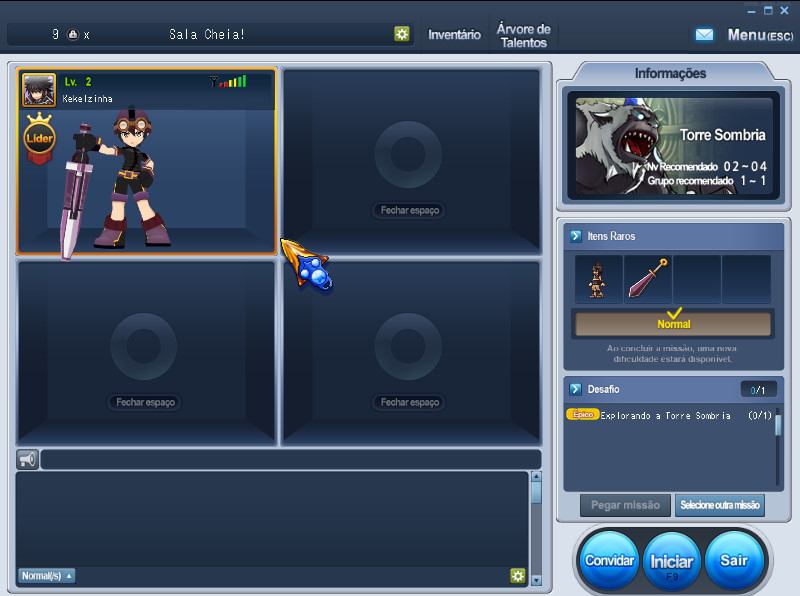 9 x
Sala Cheia!
Inventário
Árvore de
Talentos
Menu(ESC)
Lv. 2
Kekelzinha
Líder
Fechar espaço
Fechar espaço
Fechar espaço
Informações
Torre Sombria
Nv Recomendado 02 ~ 04
Grupo recomendado 1 ~ 1
Itens Raros
Normal
Ao concluir a missão, uma nova
dificuldade estará disponível.
Desafio
0/1
Épico Explorando a Torre Sombria (0/1)
Pegar missão
Selecione outra missão
Normal(s)
Convidar
Iniciar
F9
Sair